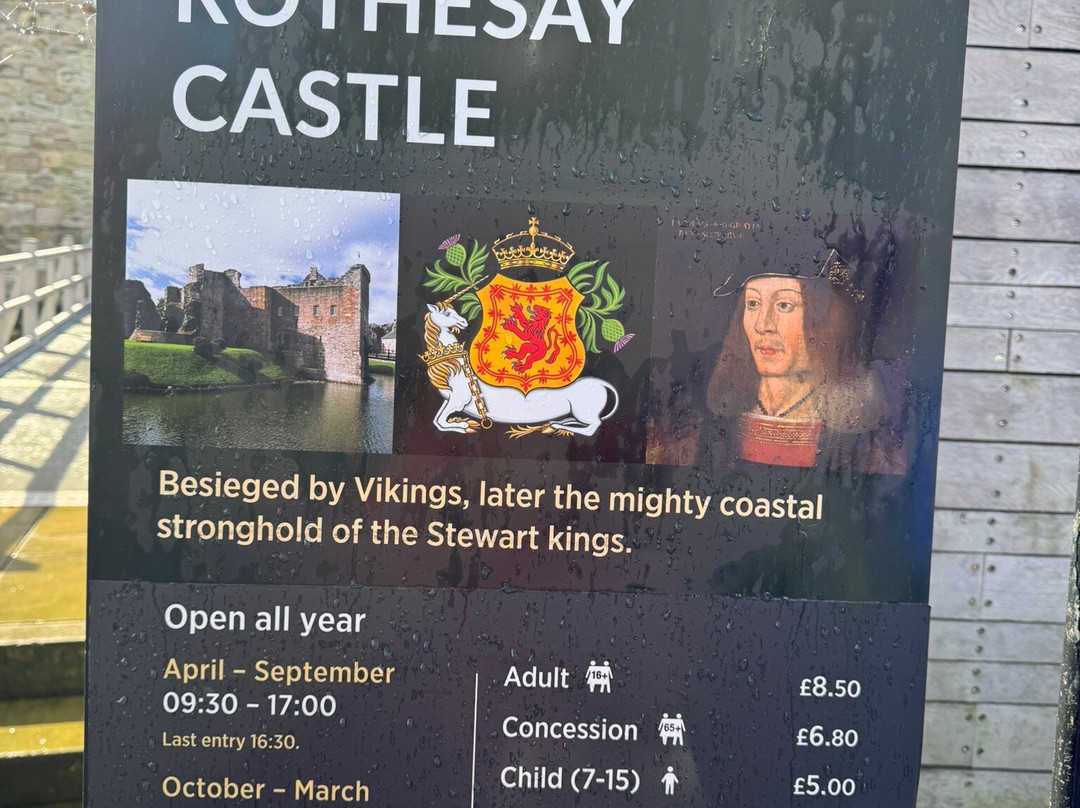 ROTHESAY
CASTLE
Besieged by Vikings, later the mighty coastal
stronghold of the Stewart kings.
Open all year
April – September
09:30 – 17:00
Last entry 16:30.
October – March
Adult 16+ £8.50
Concession 65+ £6.80
Child (7-15) £5.00